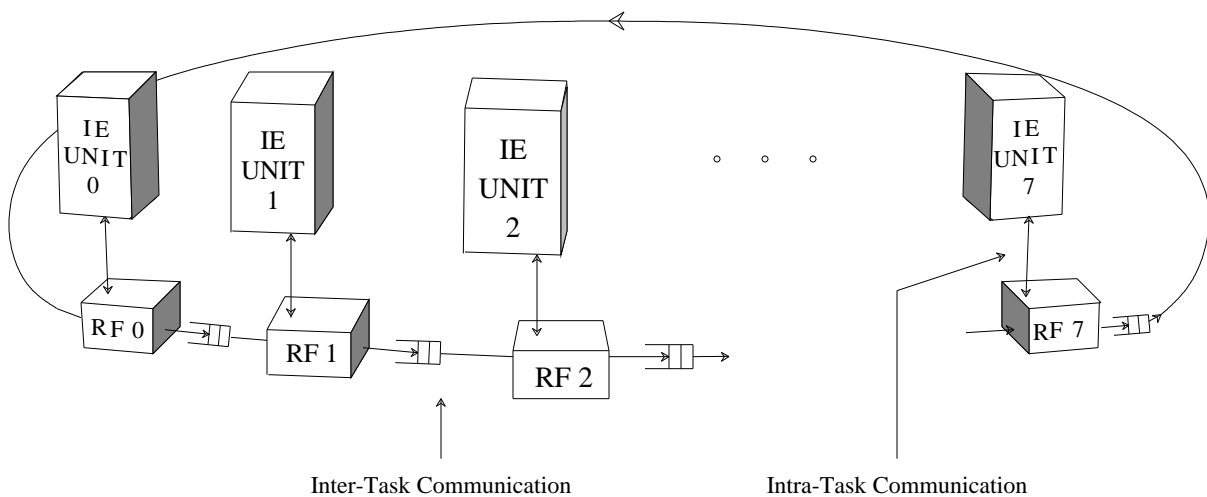 IE
UNIT
0
IE
UNIT
1
IE
UNIT
2
IE
UNIT
7
RF 0
RF 1
RF 2
RF 7
Inter-Task Communication
Intra-Task Communication